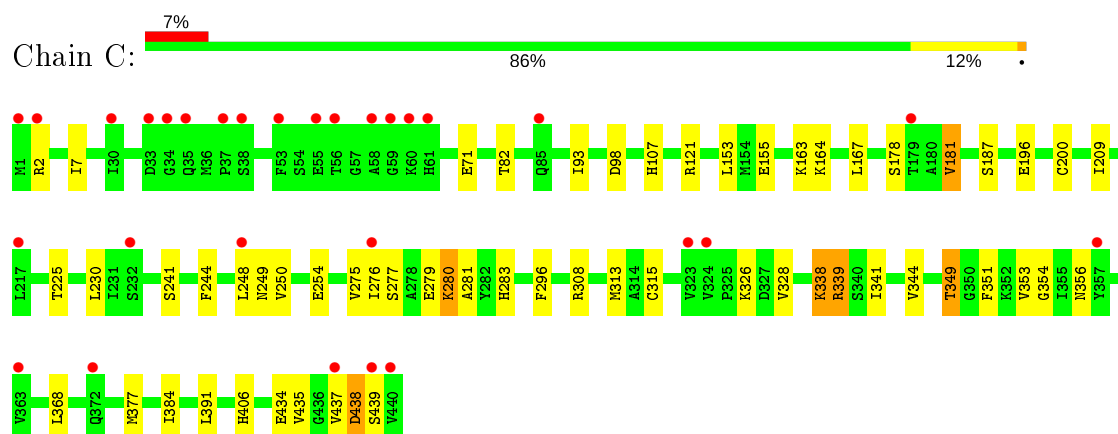 7%
Chain C:
86% 12% •
M1 R2 I7 I30 D33 G34 Q35 M36 P37 S38 F53 S54 E55 T56 G57 A58 G59 K60 H61 E71 T82 Q85 I93 D98 H107 R121 L153 M154 E155 K163 K164 L167 S178 T179 A180 V181 S187 E196 C200 I209
L217 T225 L230 I231 S232 S241 F244 L248 N249 V250 E254 V275 I276 S277 A278 E279 K280 A281 Y282 H283 F296 R308 M313 A314 C315 V323 V324 P325 K326 D327 V328 K338 R339 S340 I341 V344 T349 G350 F351 K352 V353 G354 I355 N356 Y357
V363 L368 Q372 M377 I384 L391 H406 E434 V435 G436 V437 D438 S439 V440